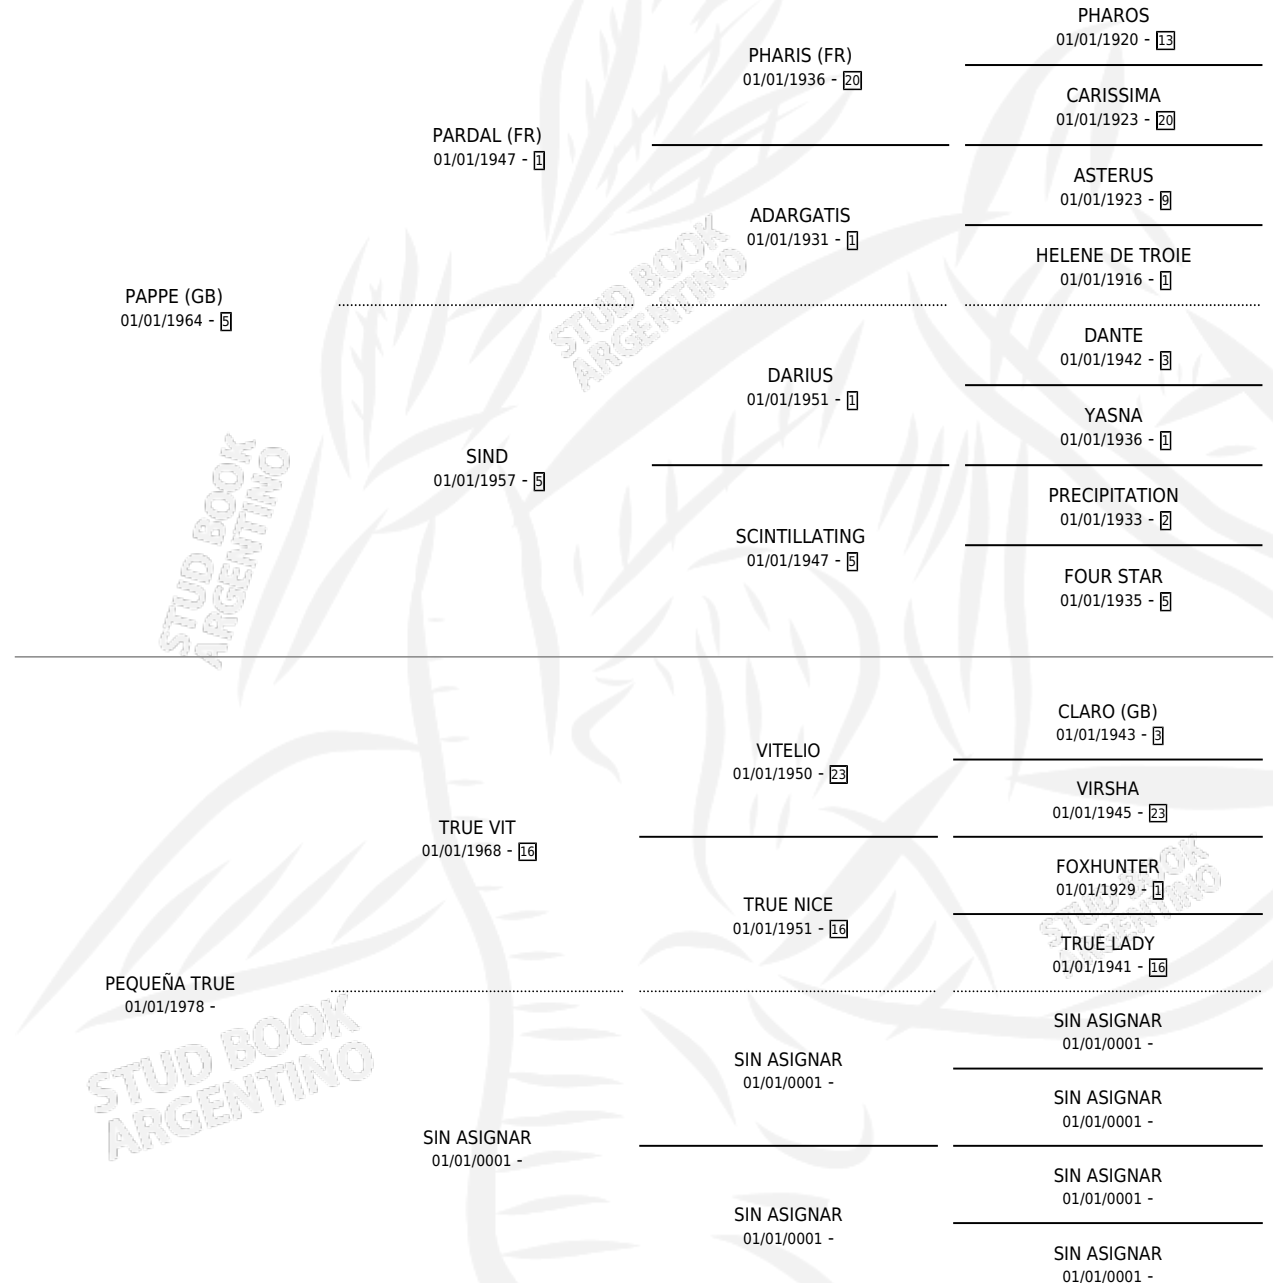 PHAROS
01/01/1920 - 13
PHARIS (FR)
01/01/1936 - 20
CARISSIMA
01/01/1923 - 20
PARDAL (FR)
01/01/1947 - 1
ASTERUS
01/01/1923 - 9
ADARGATIS
01/01/1931 - 1
HELENE DE TROIE
01/01/1916 - 1
PAPPE (GB)
01/01/1964 - 5
DANTE
01/01/1942 - 3
DARIUS
01/01/1951 - 1
YASNA
01/01/1936 - 1
SIND
01/01/1957 - 5
PRECIPITATION
01/01/1933 - 2
SCINTILLATING
01/01/1947 - 5
FOUR STAR
01/01/1935 - 5
STUD BOOK
ARGENTINO
STUD BOOK
ARGENTINO
CLARO (GB)
01/01/1943 - 3
VITELIO
01/01/1950 - 23
VIRSHA
01/01/1945 - 23
TRUE VIT
01/01/1968 - 16
FOXHUNTER
01/01/1929 - 1
TRUE NICE
01/01/1951 - 16
TRUE LADY
01/01/1941 - 16
STUD BOOK
ARGENTINO
PEQUEÑA TRUE
01/01/1978 -
SIN ASIGNAR
01/01/0001 -
SIN ASIGNAR
01/01/0001 -
SIN ASIGNAR
01/01/0001 -
SIN ASIGNAR
01/01/0001 -
SIN ASIGNAR
01/01/0001 -
SIN ASIGNAR
01/01/0001 -
SIN ASIGNAR
01/01/0001 -
STUD BOOK
ARGENTINO